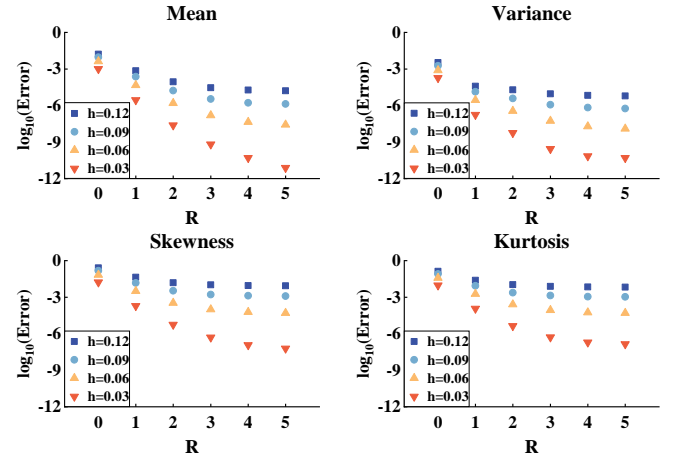 Mean
0
-3
-6
-9
-12
log10(Error)
h=0.12
h=0.09
h=0.06
h=0.03
0 1 2 3 4 5
R
Variance
0
-3
-6
-9
-12
log10(Error)
h=0.12
h=0.09
h=0.06
h=0.03
0 1 2 3 4 5
R
Skewness
0
-3
-6
-9
-12
log10(Error)
h=0.12
h=0.09
h=0.06
h=0.03
0 1 2 3 4 5
R
Kurtosis
0
-3
-6
-9
-12
log10(Error)
h=0.12
h=0.09
h=0.06
h=0.03
0 1 2 3 4 5
R